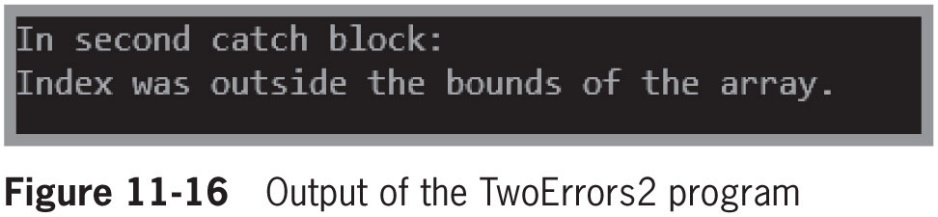 In second catch block:
Index was outside the bounds of the array.
Figure 11-16 Output of the TwoErrors2 program